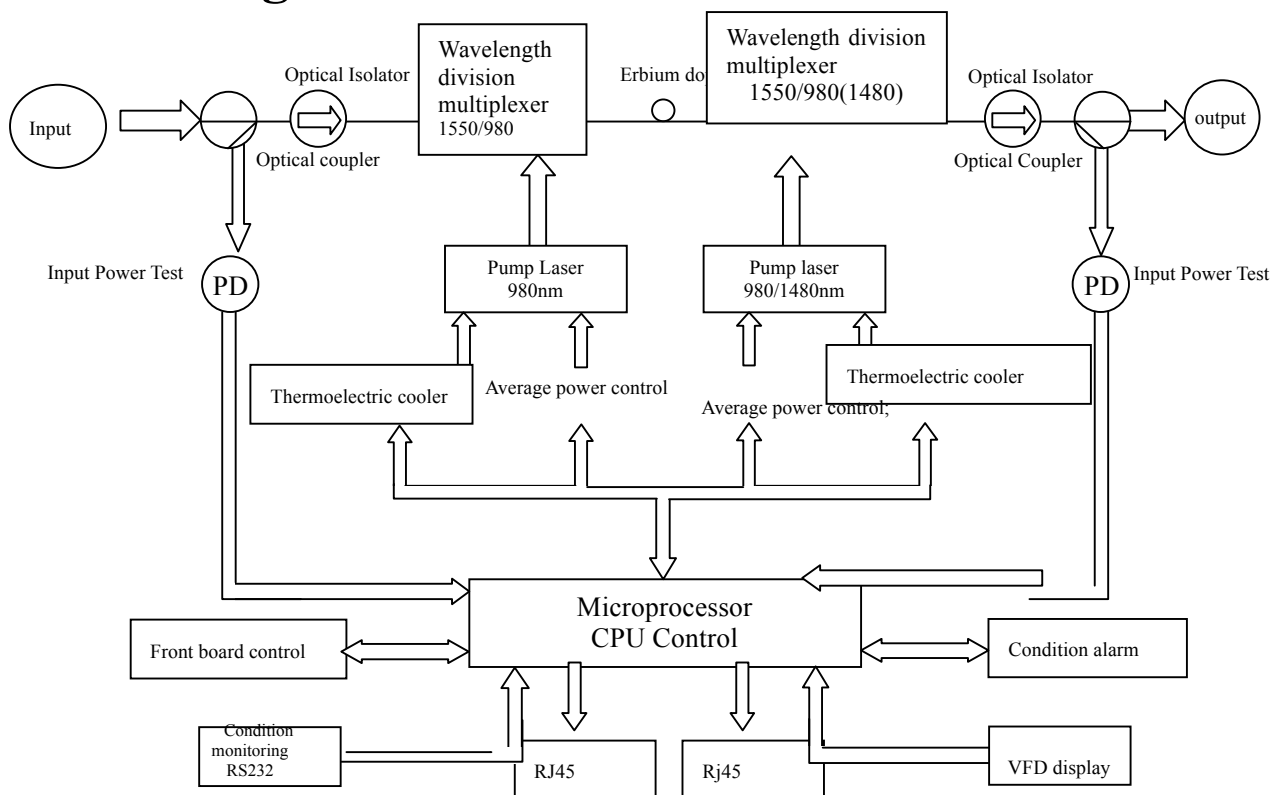 Wavelength
division
multiplexer
1550/980
Wavelength division
multiplexer
1550/980(1480)
Optical Isolator
Erbium do
Optical Isolator
Input
output
Optical coupler
Optical Coupler
Input Power Test
PD
Pump Laser
980nm
Pump laser
980/1480nm
PD
Input Power Test
Thermoelectric cooler
Average power control
Average power control;
Thermoelectric cooler
Microprocessor
CPU Control
Front board control
Condition alarm
Condition
monitoring
RS232
RJ45
Rj45
VFD display